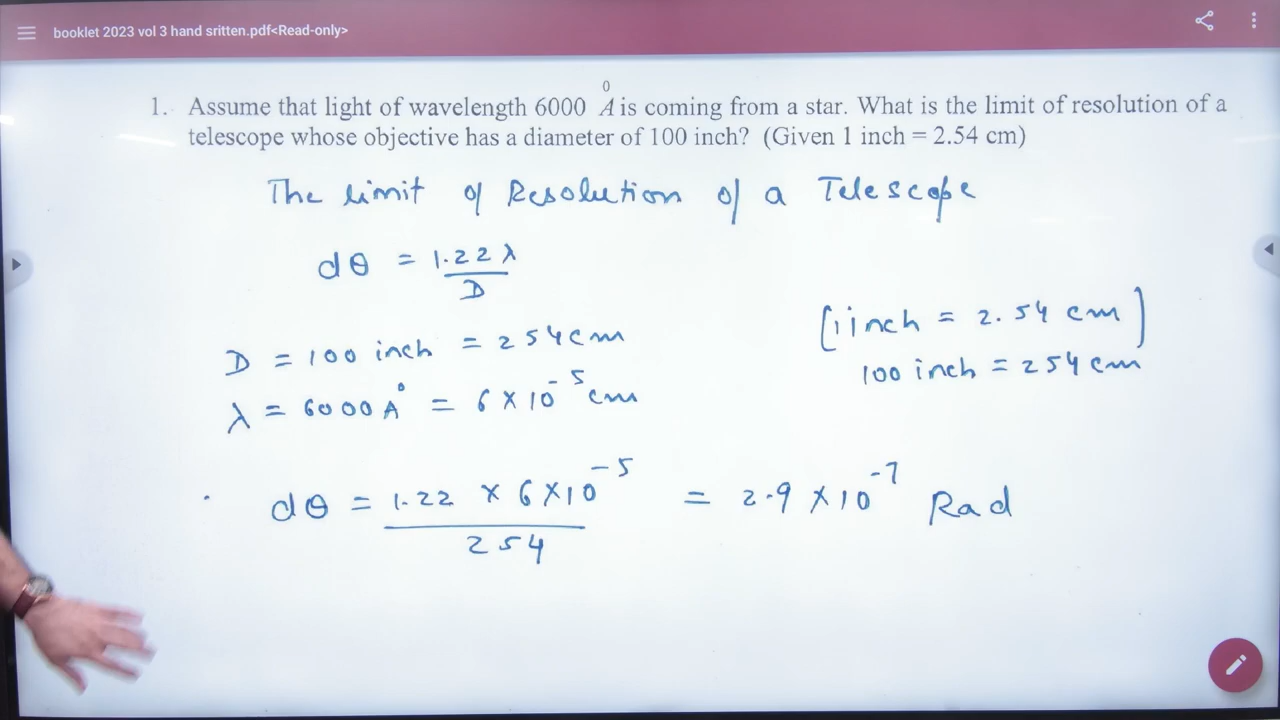 booklet 2023 vol 3 hand sritten.pdf<Read-only>
0
1. Assume that light of wavelength 6000 A is coming from a star. What is the limit of resolution of a
telescope whose objective has a diameter of 100 inch? (Given 1 inch = 2.54 cm)
The limit of Resolution of a Telescope
dθ = 1.22 λ / D
D = 100 inch = 254 cm
[1 inch = 2.54 cm]
100 inch = 254 cm
λ = 6000 A° = 6 × 10⁻⁵ cm
dθ = 1.22 × 6 × 10⁻⁵ / 254 = 2.9 × 10⁻⁷ Rad